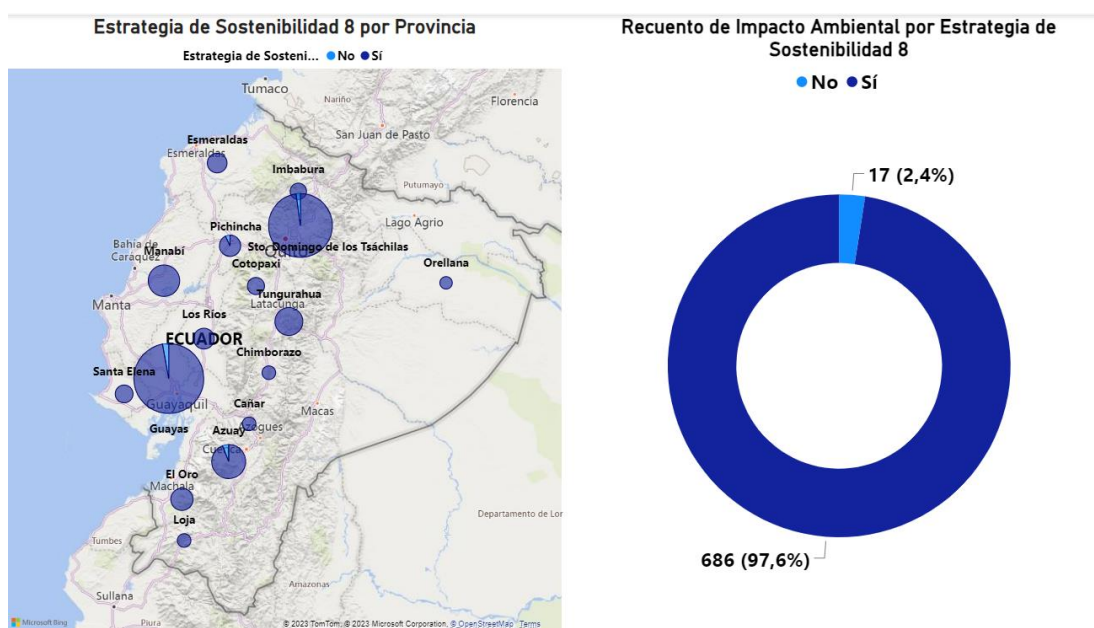 Estrategia de Sostenibilidad 8 por Provincia
Estrategia de Sosteni... No Sí
Tumaco
Nariño
Florencia
San Juan de Pasto
Esmeraldas
Esmeraldas
Imbabura
Putumayo
Lago Agrio
Pichincha
Bahía de
Caráquez
Manabí
Sto. Domingo de los Tsáchilas
Quito
Cotopaxi
Orellana
Tungurahua
Latacunga
Manta
Los Ríos
ECUADOR
Chimborazo
Santa Elena
Guayaquil
Cañar
Macas
Guayas
Azuay
Azogues
Cuenca
El Oro
Machala
Loja
Departamento de Lor
Tumbes
Amazonas
Sullana
Piura
Microsoft Bing
© 2023 TomTom, © 2023 Microsoft Corporation, © OpenStreetMap Terms
Recuento de Impacto Ambiental por Estrategia de
Sostenibilidad 8
No Sí
17 (2,4%)
686 (97,6%)